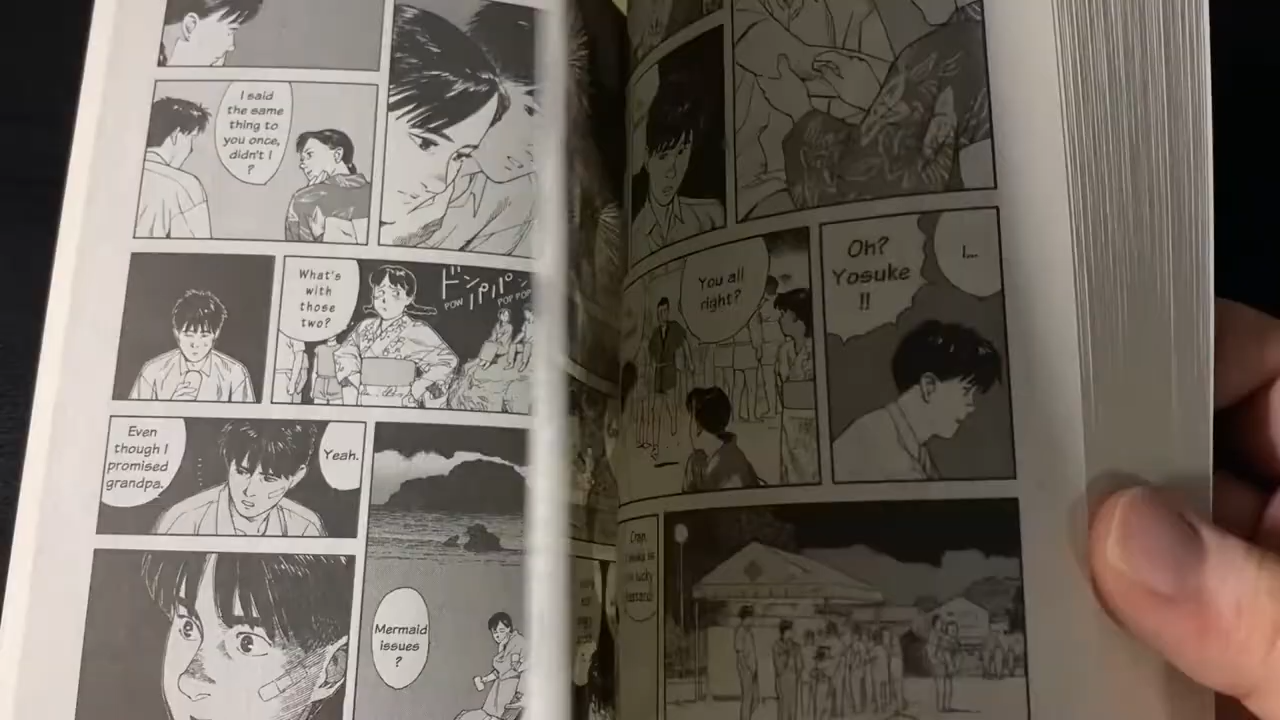 I said
the same
thing to
you once,
didn't I
?
What's
with
those
two?
ドン
POW
パパン
POP POP
Even
though I
promised
grandpa.
Yeah.
Mermaid
issues
?
You all
right?
Oh?
Yosuke
!!
I...
lucky